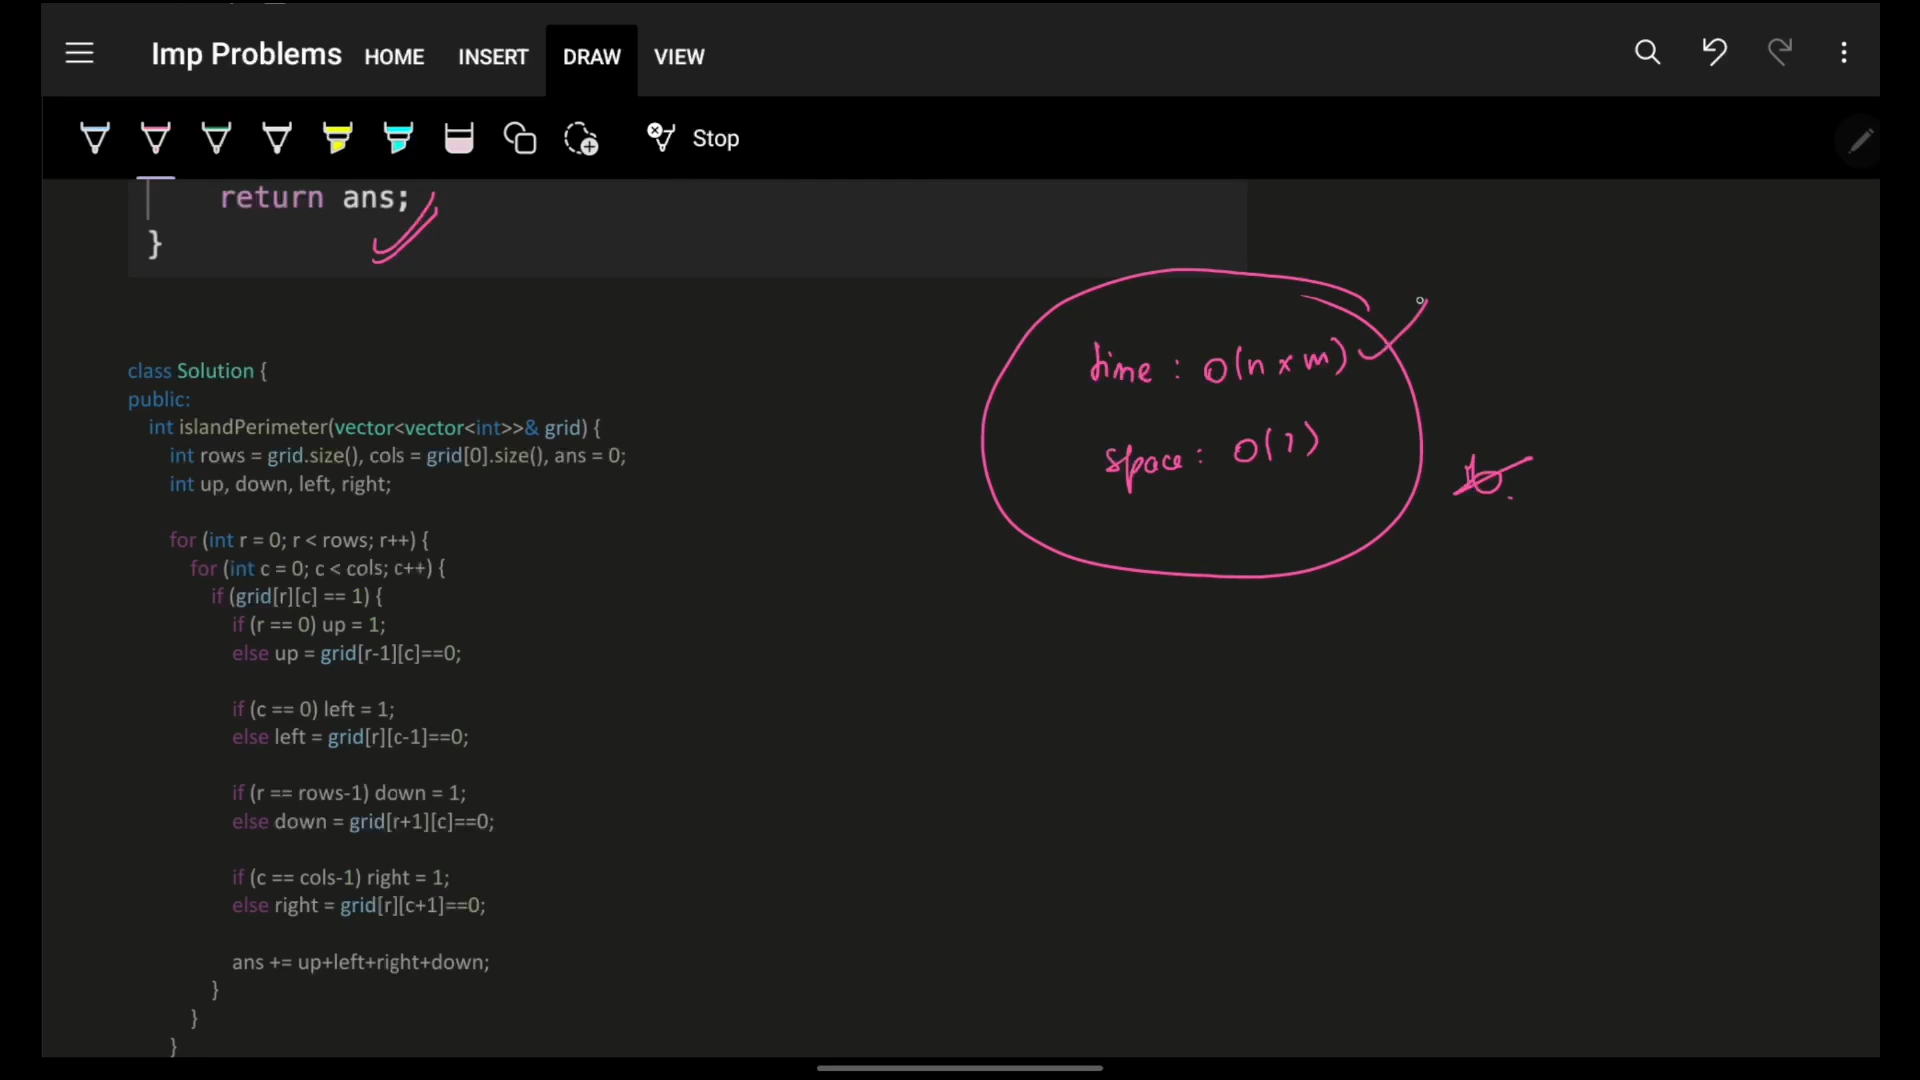 Imp Problems HOME INSERT DRAW VIEW
Stop
return ans;
}
class Solution {
public:
int islandPerimeter(vector<vector<int>>& grid) {
int rows = grid.size(), cols = grid[0].size(), ans = 0;
int up, down, left, right;
for (int r = 0; r < rows; r++) {
for (int c = 0; c < cols; c++) {
if (grid[r][c] == 1) {
if (r == 0) up = 1;
else up = grid[r-1][c]==0;
if (c == 0) left = 1;
else left = grid[r][c-1]==0;
if (r == rows-1) down = 1;
else down = grid[r+1][c]==0;
if (c == cols-1) right = 1;
else right = grid[r][c+1]==0;
ans += up+left+right+down;
}
}
}
time : O(n x m)
space : O(1)